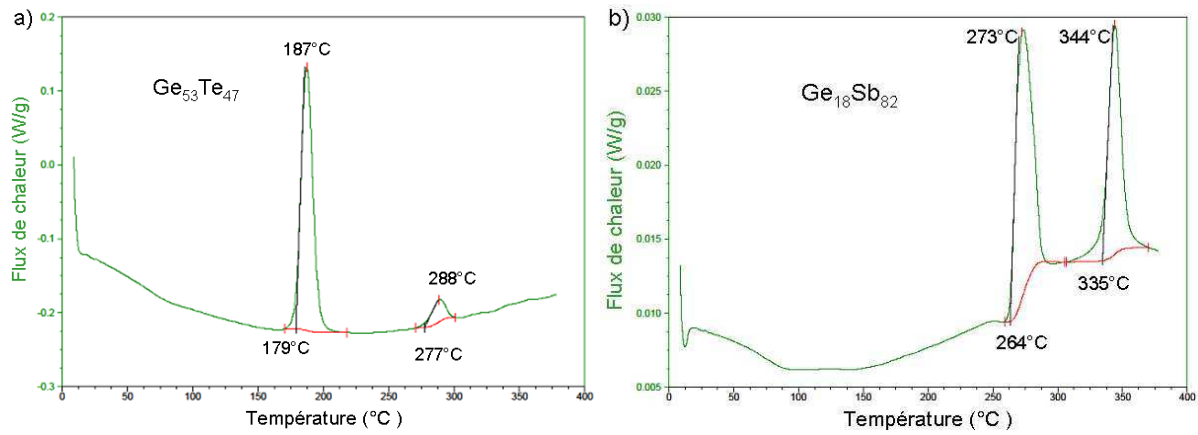 a)
0.2
0.1
0.0
-0.1
-0.2
-0.3
Flux de chaleur (W/g)
187°C
Ge53Te47
288°C
179°C
277°C
0
50
100
150
200
250
300
350
400
Température (°C )
b)
0.030
0.025
0.020
0.015
0.010
0.005
Flux de chaleur (W/g)
273°C
344°C
Ge18Sb82
335°C
264°C
0
50
100
150
200
250
300
350
400
Température (°C )